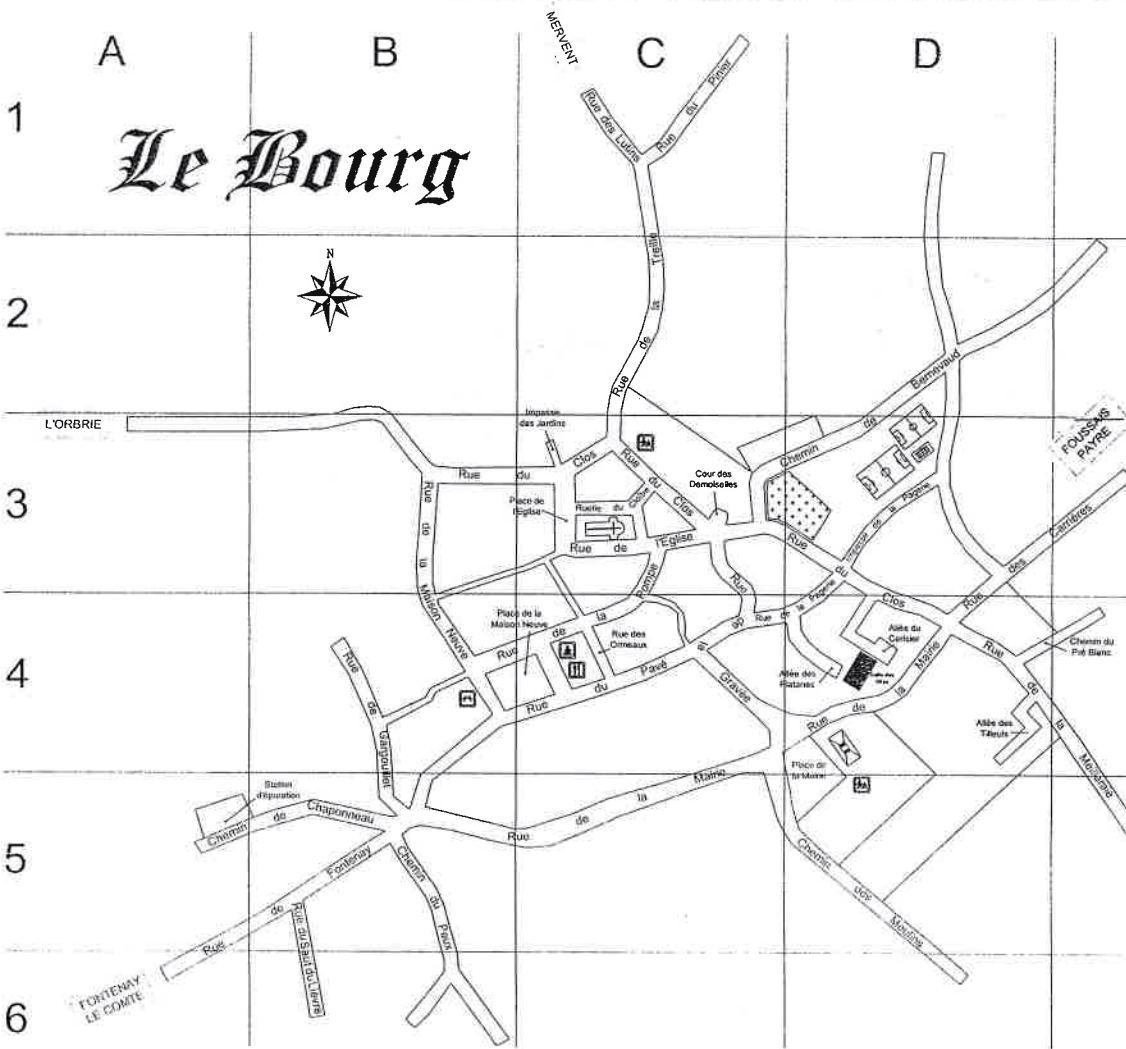 MERVENT
A
B
C
D
1
Le Bourg
Rue des Lutins
Rue du Pinier
N
2
Rue de la Treille
Chemin de Bernevaud
L'ORBRIE
Impasse
des Jardins
FOUSSAIS
PAYRE
Rue du Clos
Rue du Clos
Cour des
Demoiselles
3
Place de
l'Eglise
Ruelle du Cloître
Rue de l'Eglise
Impasse de la Pagerie
Rue des Carrières
Rue de la Maison Neuve
Rue du Clos
Place de la
Maison Neuve
Rue de la Pompe
Rue des
Ormeaux
Rue de la Gravée
Rue de la Pagerie
Allée du
Cerisier
Chemin du
Pré Blanc
4
Rue de Gargouillet
Rue du Pavé
Allée des
Platanes
Rue de la Mairie
Allée des
Tilleuls
Rue de la Meilleraie
Place de
la Mairie
Station
d'épuration
Chemin de Chaponneau
Rue de la Mairie
5
Rue de Fontenay
Chemin du Peux
Chemin des Moulins
Rue du Saut du Lièvre
FONTENAY
LE COMTE
6